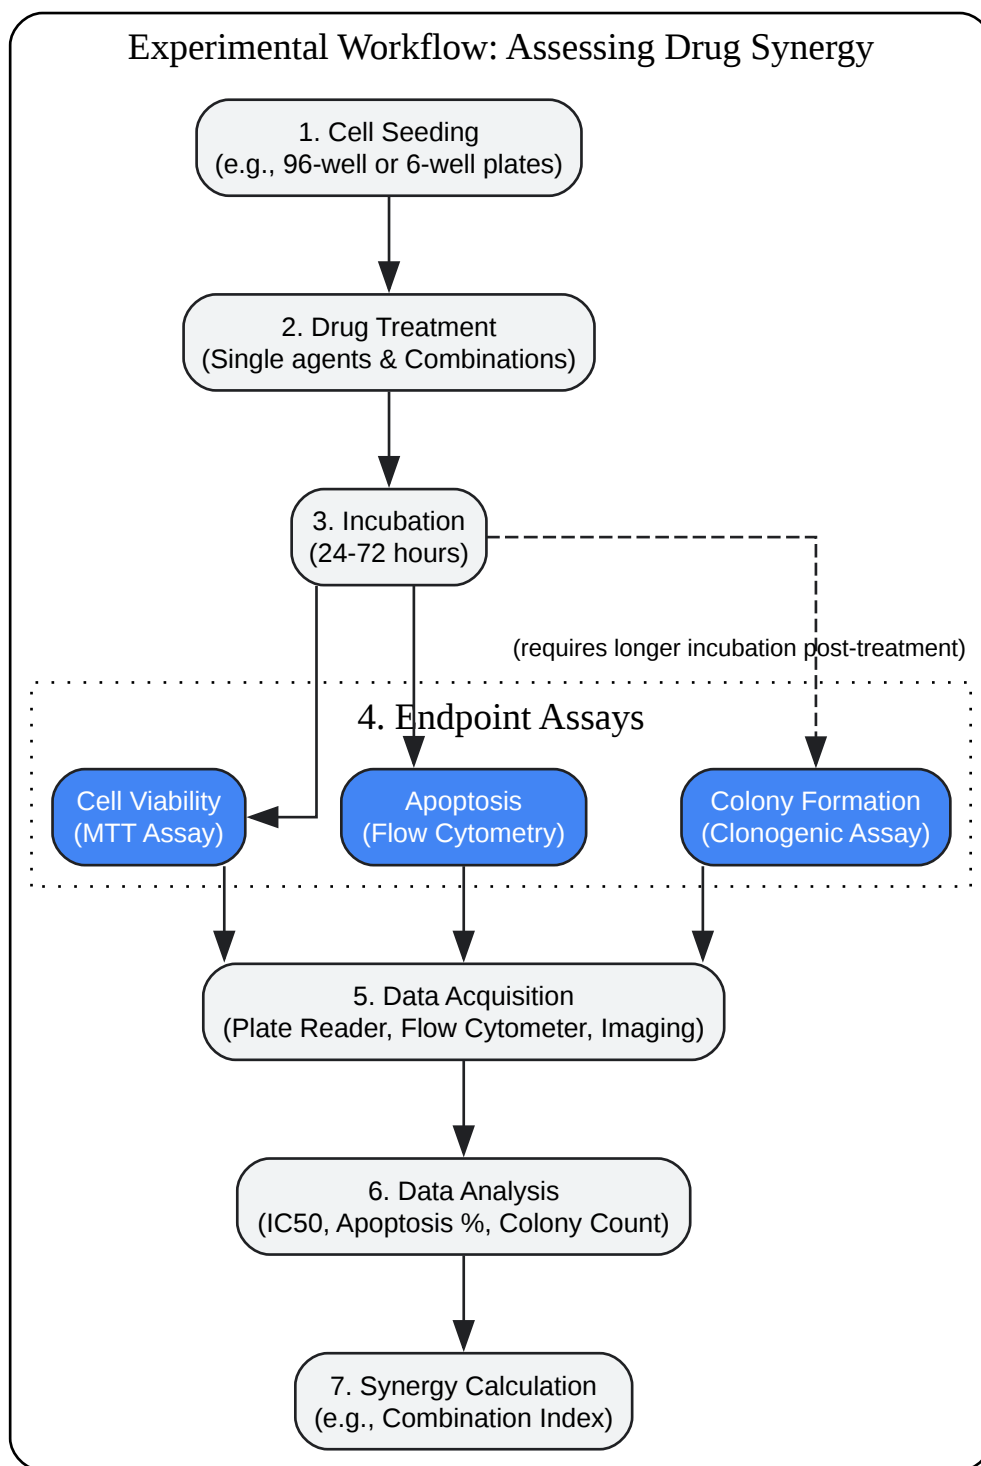 Experimental Workflow: Assessing Drug Synergy
1. Cell Seeding
(e.g., 96-well or 6-well plates)
2. Drug Treatment
(Single agents & Combinations)
3. Incubation
(24-72 hours)
(requires longer incubation post-treatment)
4. Endpoint Assays
Cell Viability
(MTT Assay)
Apoptosis
(Flow Cytometry)
Colony Formation
(Clonogenic Assay)
5. Data Acquisition
(Plate Reader, Flow Cytometer, Imaging)
6. Data Analysis
(IC50, Apoptosis %, Colony Count)
7. Synergy Calculation
(e.g., Combination Index)